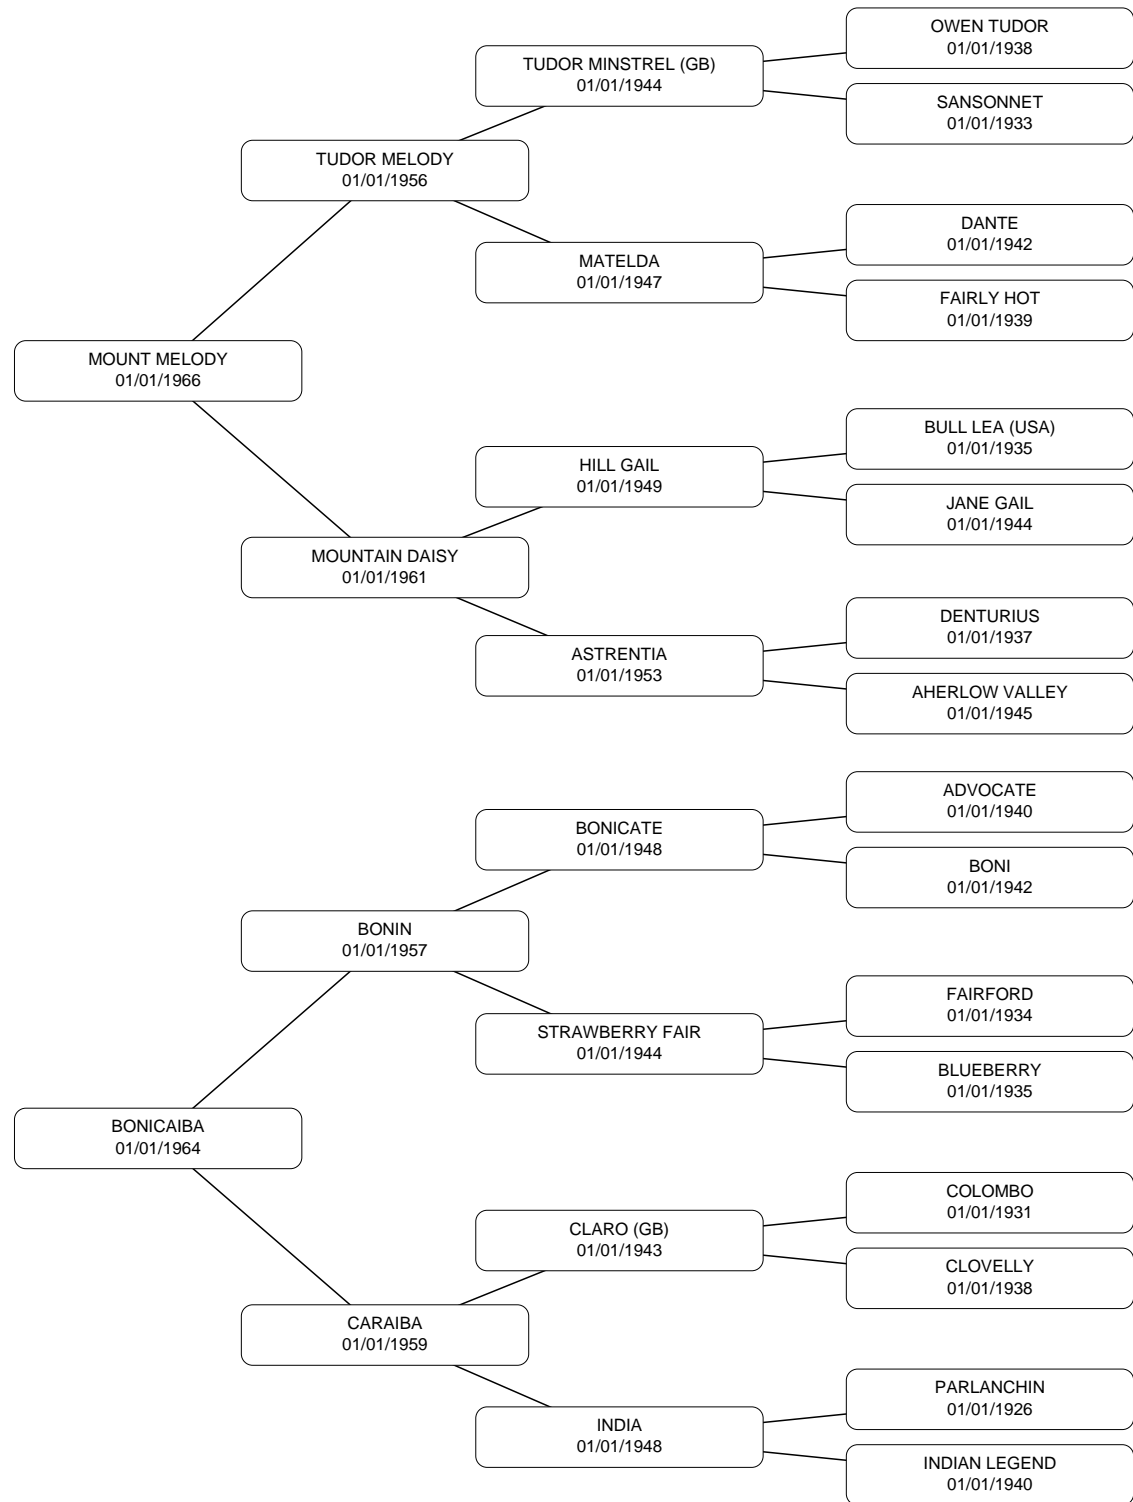 OWEN TUDOR
01/01/1938
TUDOR MINSTREL (GB)
01/01/1944
SANSONNET
01/01/1933
TUDOR MELODY
01/01/1956
DANTE
01/01/1942
MATELDA
01/01/1947
FAIRLY HOT
01/01/1939
MOUNT MELODY
01/01/1966
BULL LEA (USA)
01/01/1935
HILL GAIL
01/01/1949
JANE GAIL
01/01/1944
MOUNTAIN DAISY
01/01/1961
DENTURIUS
01/01/1937
ASTRENTIA
01/01/1953
AHERLOW VALLEY
01/01/1945
ADVOCATE
01/01/1940
BONICATE
01/01/1948
BONI
01/01/1942
BONIN
01/01/1957
FAIRFORD
01/01/1934
STRAWBERRY FAIR
01/01/1944
BLUEBERRY
01/01/1935
BONICAIBA
01/01/1964
COLOMBO
01/01/1931
CLARO (GB)
01/01/1943
CLOVELLY
01/01/1938
CARAIBA
01/01/1959
PARLANCHIN
01/01/1926
INDIA
01/01/1948
INDIAN LEGEND
01/01/1940